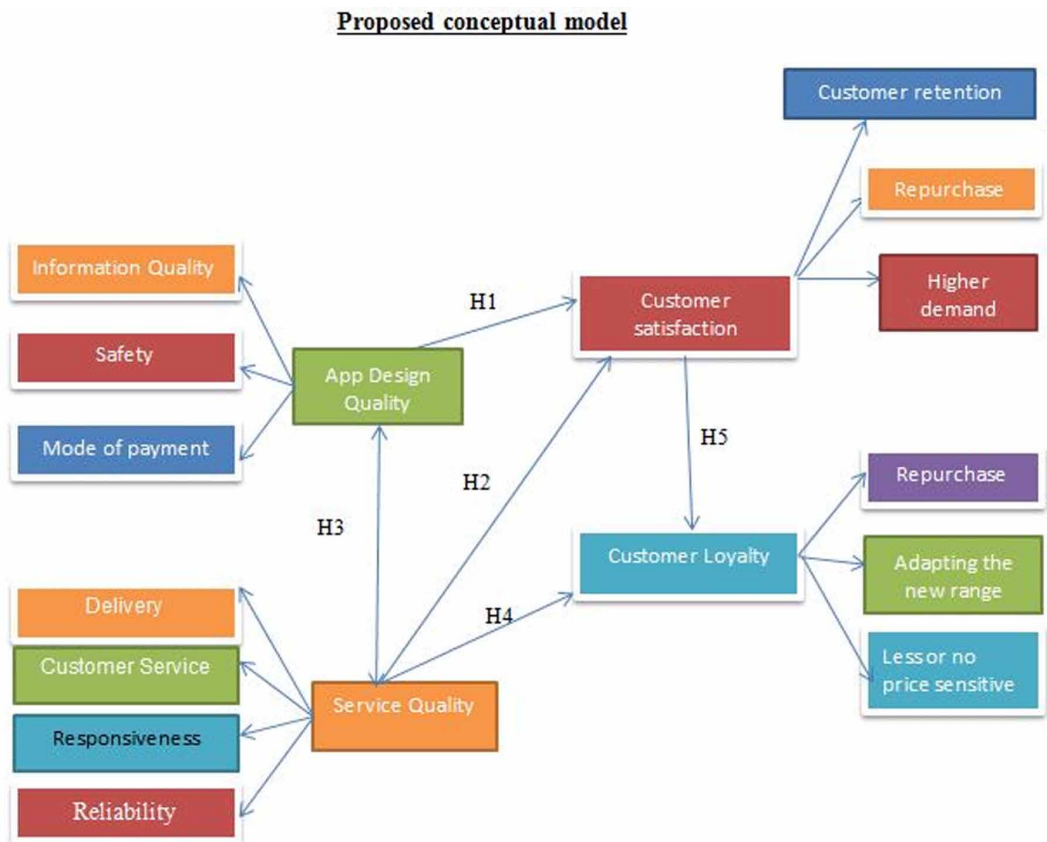 Proposed conceptual model
Customer retention
Repurchase
Higher
demand
Information Quality
Safety
Mode of payment
App Design
Quality
H1
Customer
satisfaction
H2
H3
H5
H4
Customer Loyalty
Repurchase
Adapting the
new range
Less or no
price sensitive
Delivery
Customer Service
Responsiveness
Reliability
Service Quality